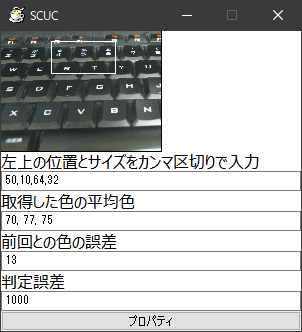 SCUC
左上の位置とサイズをカンマ区切りで入力
50,10,64,32
取得した色の平均色
70, 77, 75
前回との色の誤差
13
判定誤差
1000
プロパティ